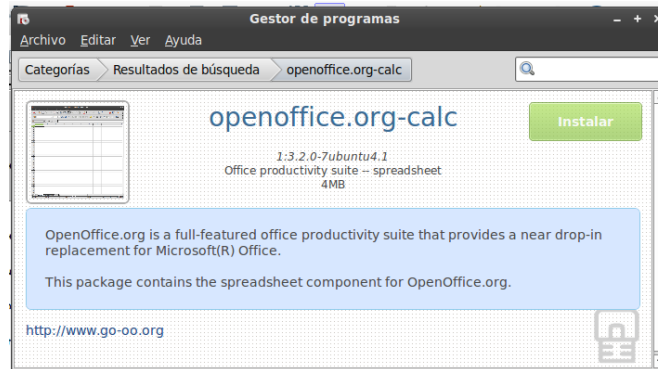 Gestor de programas
Archivo Editar Ver Ayuda
Categorías Resultados de búsqueda openoffice.org-calc
openoffice.org-calc
Instalar
1:3.2.0-7ubuntu4.1
Office productivity suite -- spreadsheet
4MB
OpenOffice.org is a full-featured office productivity suite that provides a near drop-in
replacement for Microsoft(R) Office.
This package contains the spreadsheet component for OpenOffice.org.
http://www.go-oo.org